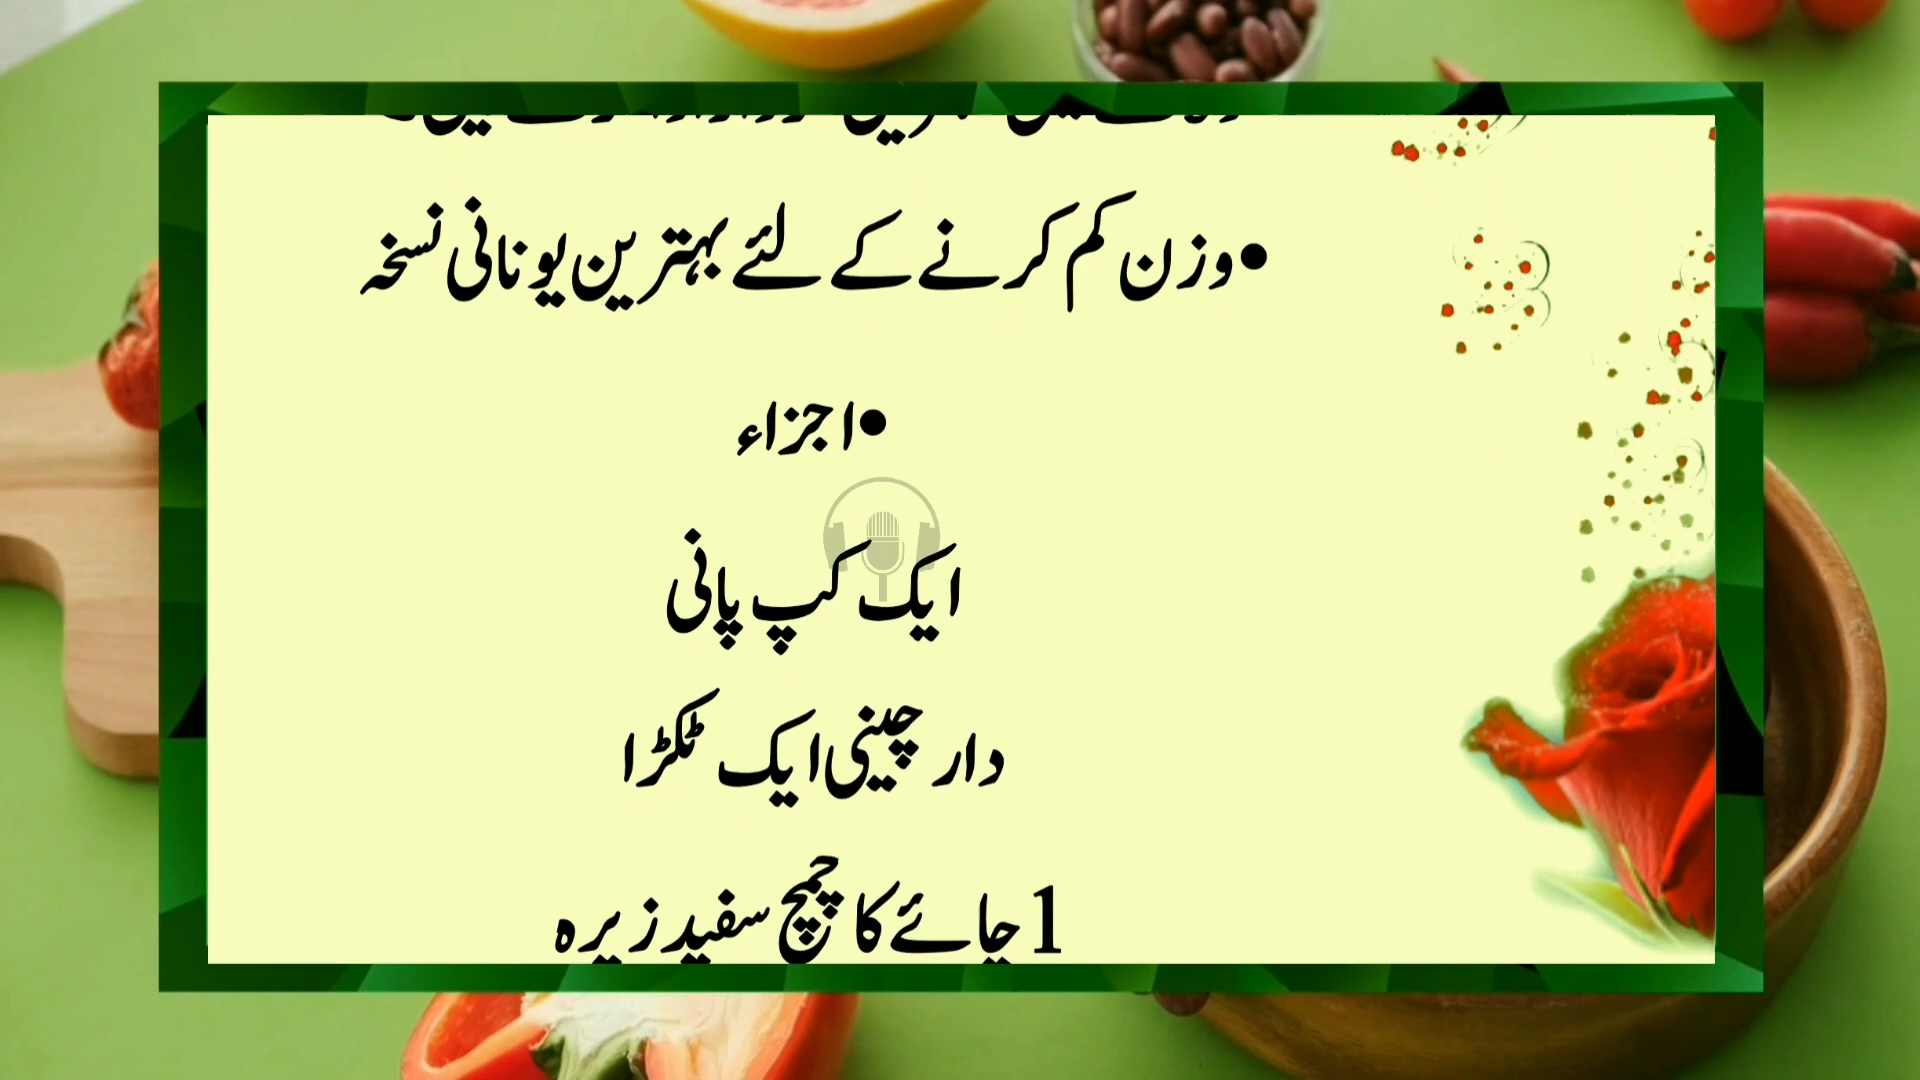 •وزن کم کرنے کے لئے بہترین یونانی نسخہ
•اجزاء
ایک کپ پانی
دار چینی ایک ٹکڑا
1 چائے کا چمچ سفید زیرہ